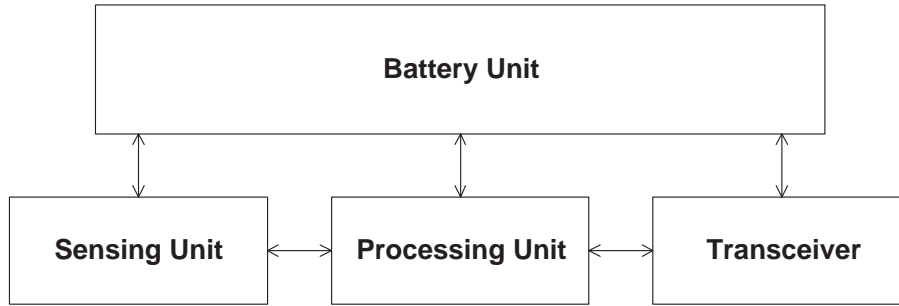 Battery Unit
Sensing Unit
Processing Unit
Transceiver